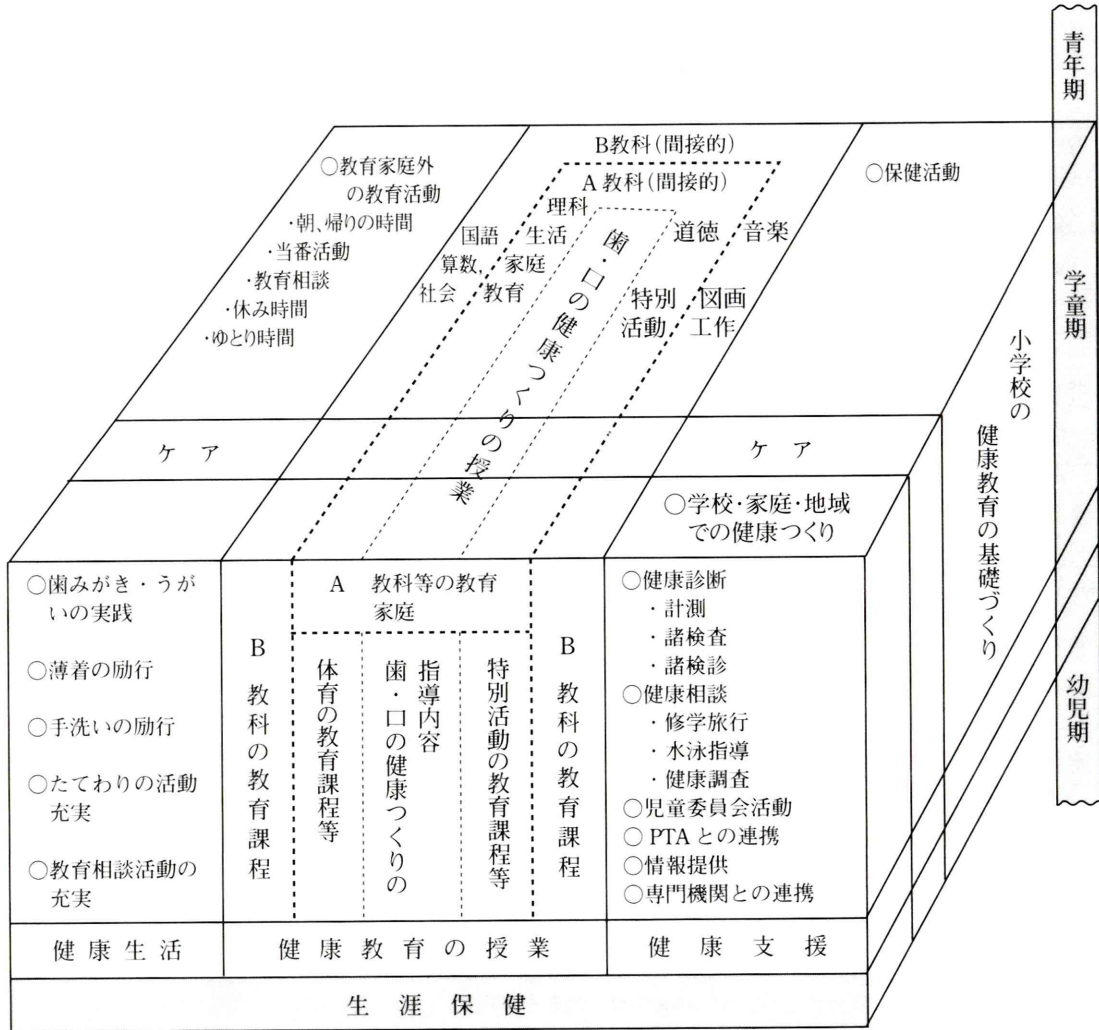 青年期
学童期
幼児期
小学校の
健康教育の基礎づくり
○教育家庭外
の教育活動
・朝、帰りの時間
・当番活動
・教育相談
・休み時間
・ゆとり時間
B教科(間接的)
A 教科(間接的)
理科
国語 生活
算数, 家庭
社会 教育
歯・口の健康つくりの授業
道徳 音楽
特別 図画
活動 工作
○保健活動
ケア
ケア
○学校・家庭・地域
での健康つくり
○歯みがき・うが
いの実践
○薄着の励行
○手洗いの励行
○たてわりの活動
充実
○教育相談活動の
充実
B 教科の教育課程
A 教科等の教育
家庭
体育の教育課程等
指導内容
歯・口の健康つくりの
特別活動の教育課程等
B 教科の教育課程
○健康診断
・計測
・諸検査
・諸検診
○健康相談
・修学旅行
・水泳指導
・健康調査
○児童委員会活動
○ PTA との連携
○情報提供
○専門機関との連携
健康生活
健康教育の授業
健康支援
生涯保健